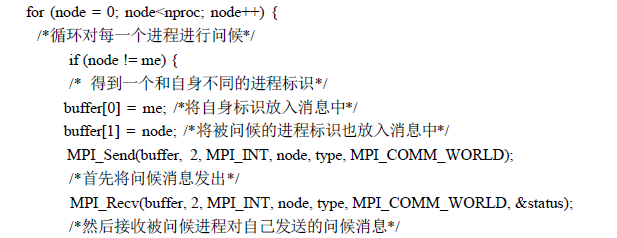 for (node = 0; node<nproc; node++) {
/*循环对每一个进程进行问候*/
if (node != me) {
/* 得到一个和自身不同的进程标识*/
buffer[0] = me; /*将自身标识放入消息中*/
buffer[1] = node; /*将被问候的进程标识也放入消息中*/
MPI_Send(buffer, 2, MPI_INT, node, type, MPI_COMM_WORLD);
/*首先将问候消息发出*/
MPI_Recv(buffer, 2, MPI_INT, node, type, MPI_COMM_WORLD, &status);
/*然后接收被问候进程对自己发送的问候消息*/